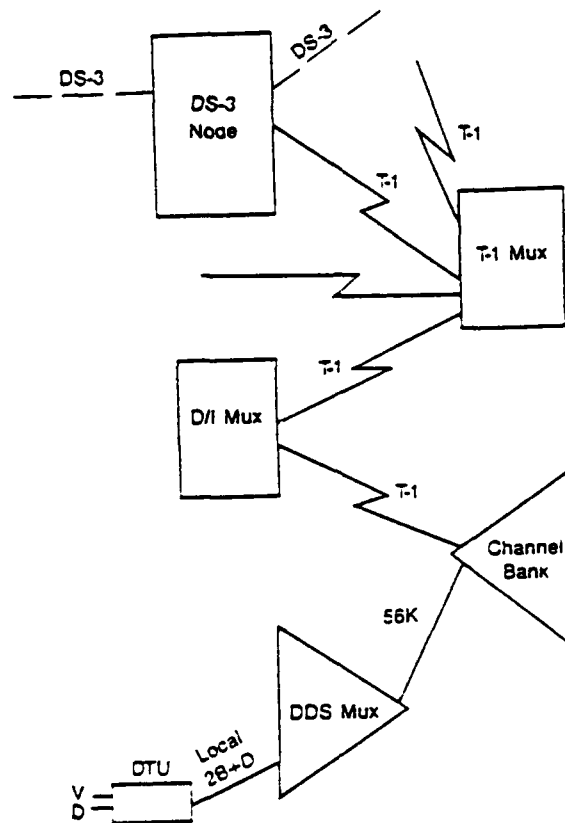 DS-3
DS-3
DS-3
Node
T-1
T-1
T-1 Mux
T-1
D/I Mux
T-1
Channel
Bank
56K
DDS Mux
Local
2B+D
DTU
V
D